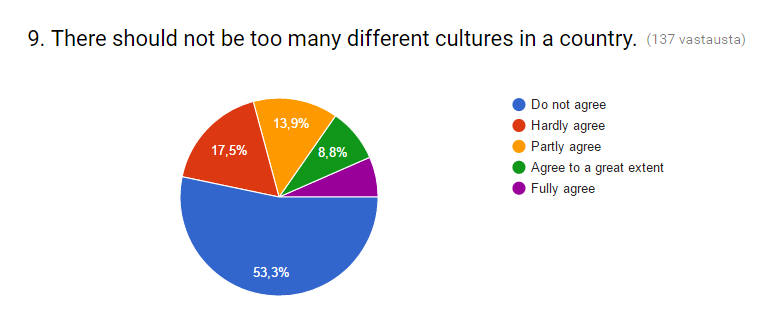 9. There should not be too many different cultures in a country. (137 vastausta)
Do not agree
Hardly agree
Partly agree
Agree to a great extent
Fully agree
13,9%
17,5%
8,8%
53,3%